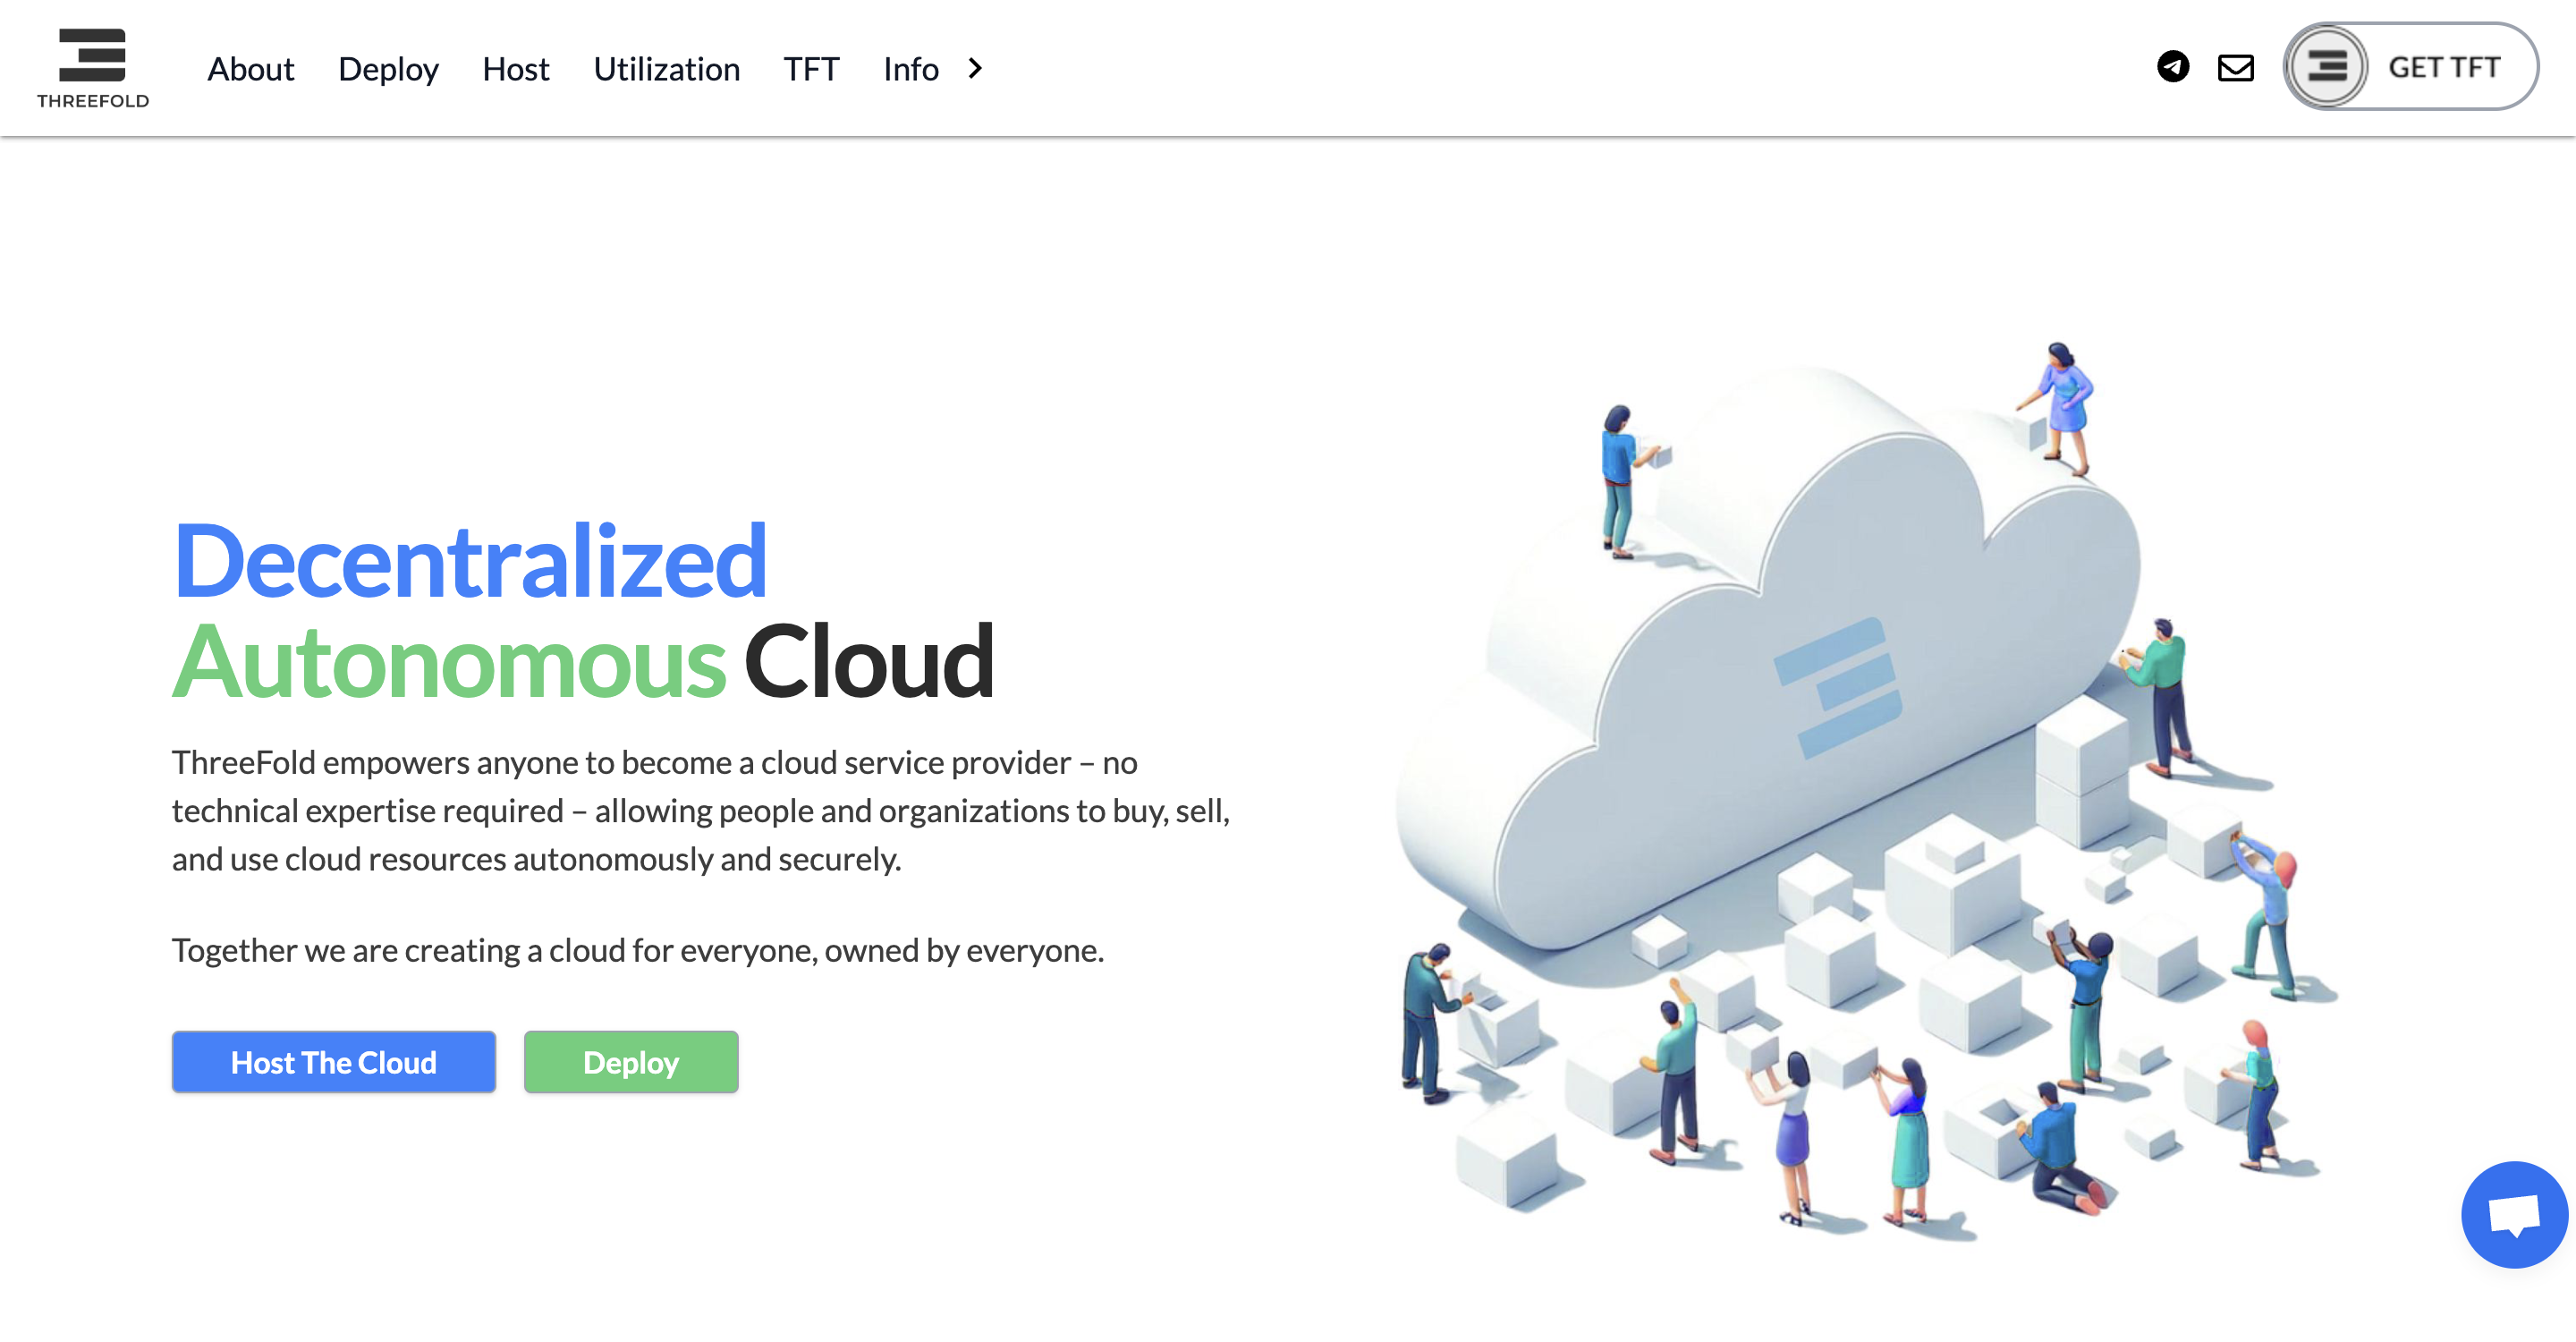 THREEFOLD
About Deploy Host Utilization TFT Info
GET TFT
Decentralized
Autonomous Cloud
ThreeFold empowers anyone to become a cloud service provider – no
technical expertise required – allowing people and organizations to buy, sell,
and use cloud resources autonomously and securely.
Together we are creating a cloud for everyone, owned by everyone.
Host The Cloud Deploy